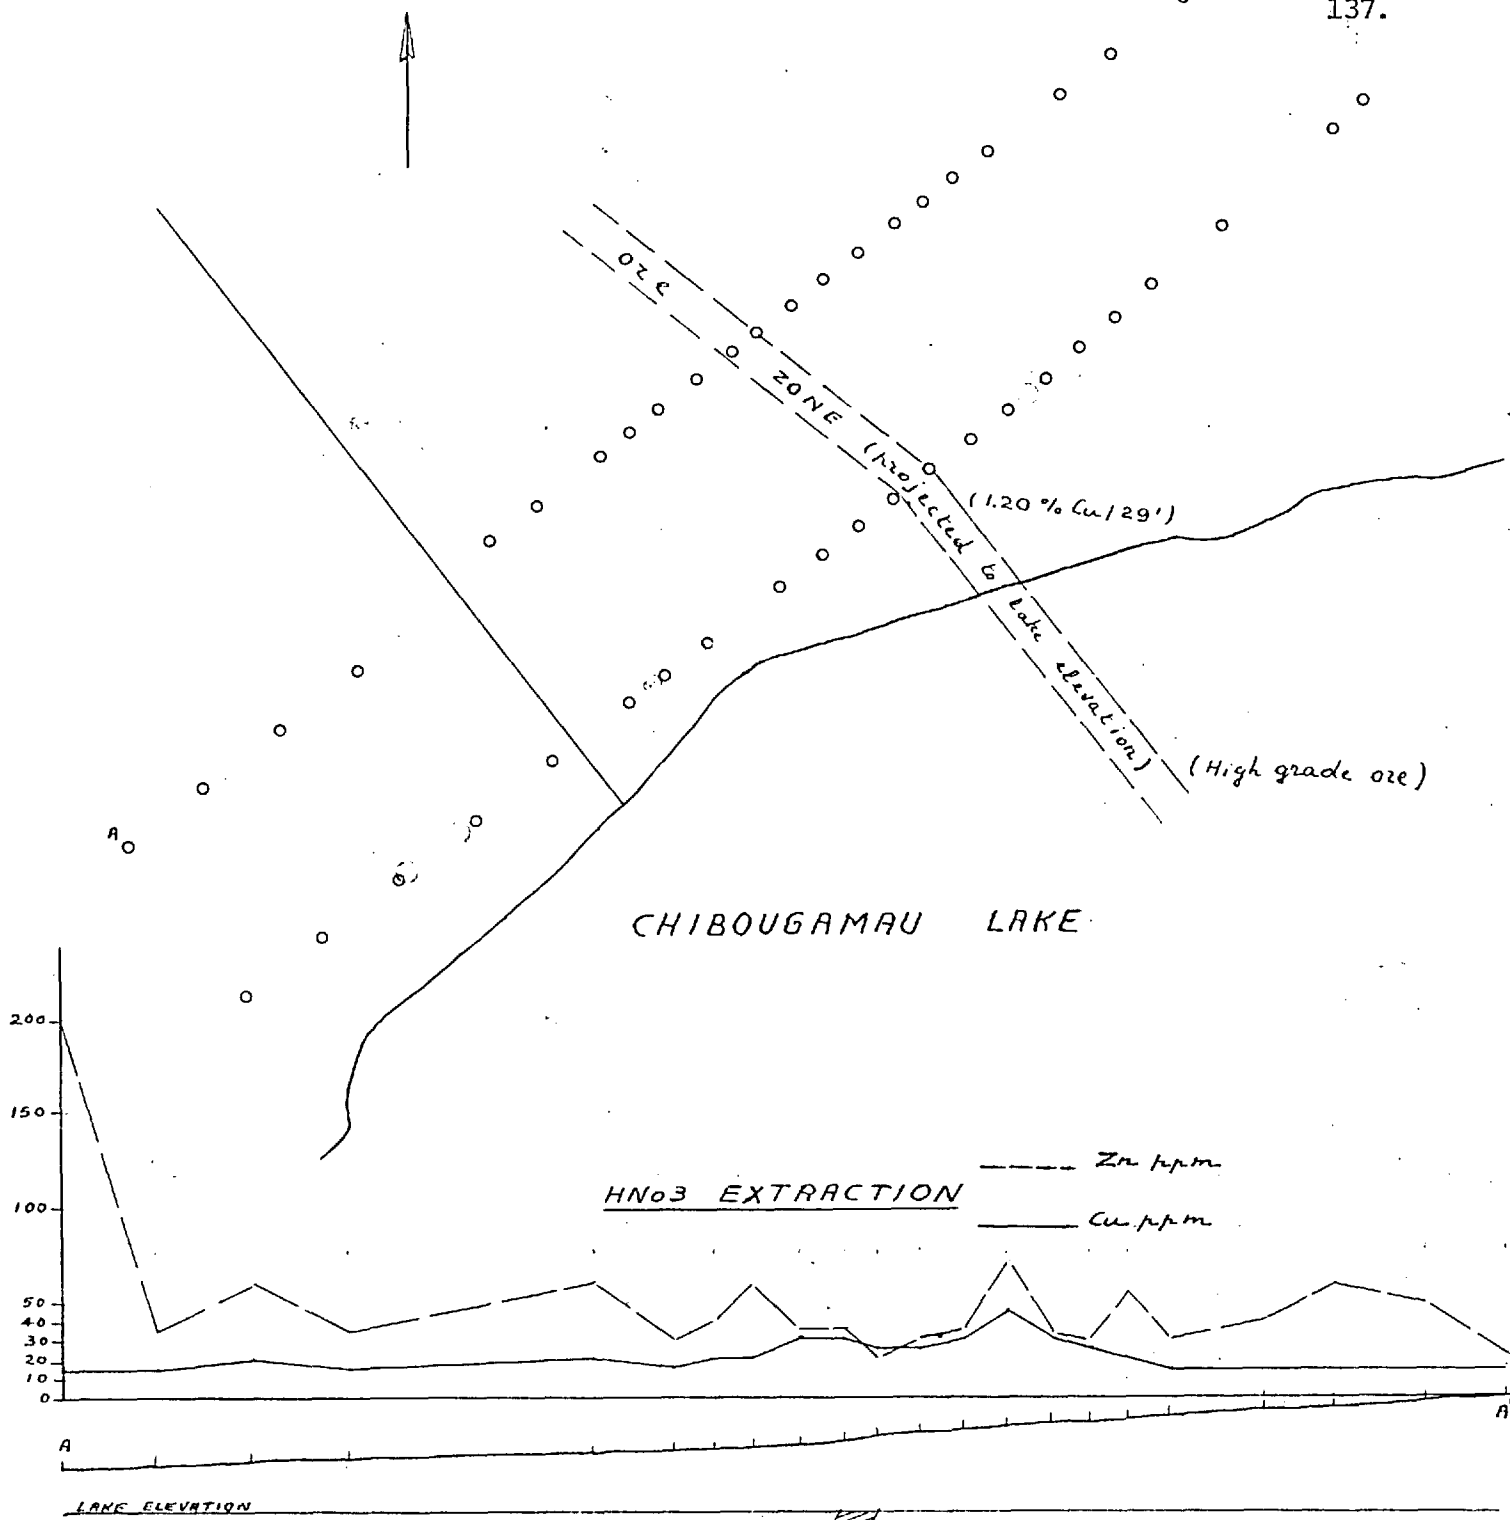 137.
ORE ZONE (projected to Lake elevation)
(1.20 % Cu / 29')
(High grade ore)
A
CHIBOUGAMAU LAKE
200
150
100
50
40
30
20
10
0
HNo3 EXTRACTION
Zn ppm
Cu ppm
A
A'
LAKE ELEVATION